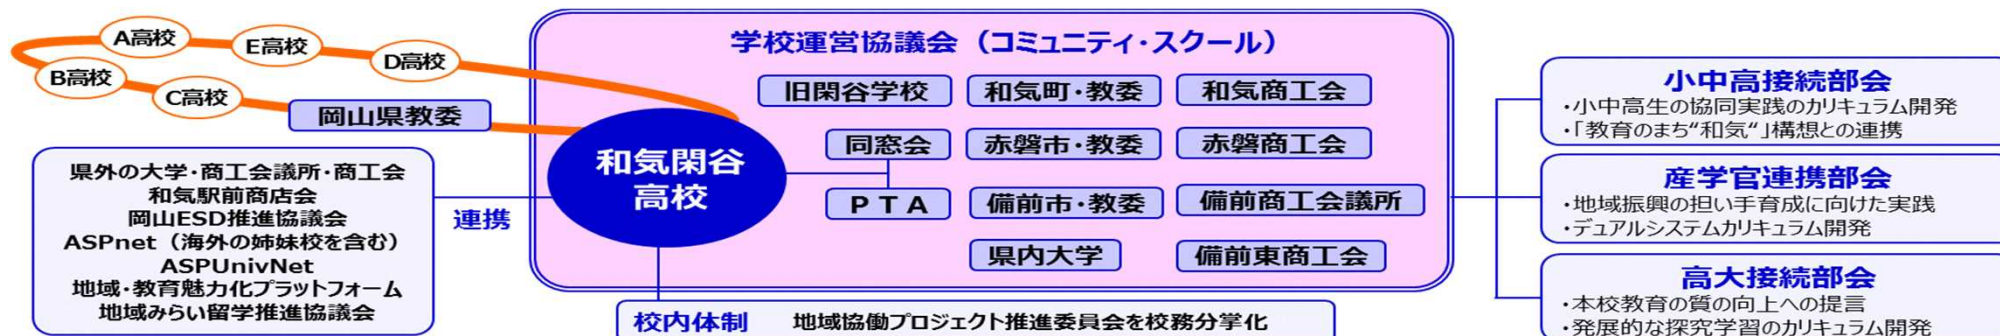 A高校
E高校
D高校
B高校
C高校
岡山県教委
県外の大学・商工会議所・商工会
和気駅前商店会
岡山ESD推進協議会
ASPnet（海外の姉妹校を含む）
ASPUnivNet
地域・教育魅力化プラットフォーム
地域みらい留学推進協議会
連携
和気閑谷
高校
学校運営協議会（コミュニティ・スクール）
旧閑谷学校
和気町・教委
和気商工会
同窓会
赤磐市・教委
赤磐商工会
ＰＴＡ
備前市・教委
備前商工会議所
県内大学
備前東商工会
校内体制 地域協働プロジェクト推進委員会を校務分掌化
小中高接続部会
・小中高生の協同実践のカリキュラム開発
・「教育のまち“和気“」構想との連携
産学官連携部会
・地域振興の担い手育成に向けた実践
・デュアルシステムカリキュラム開発
高大接続部会
・本校教育の質の向上への提言
・発展的な探究学習のカリキュラム開発